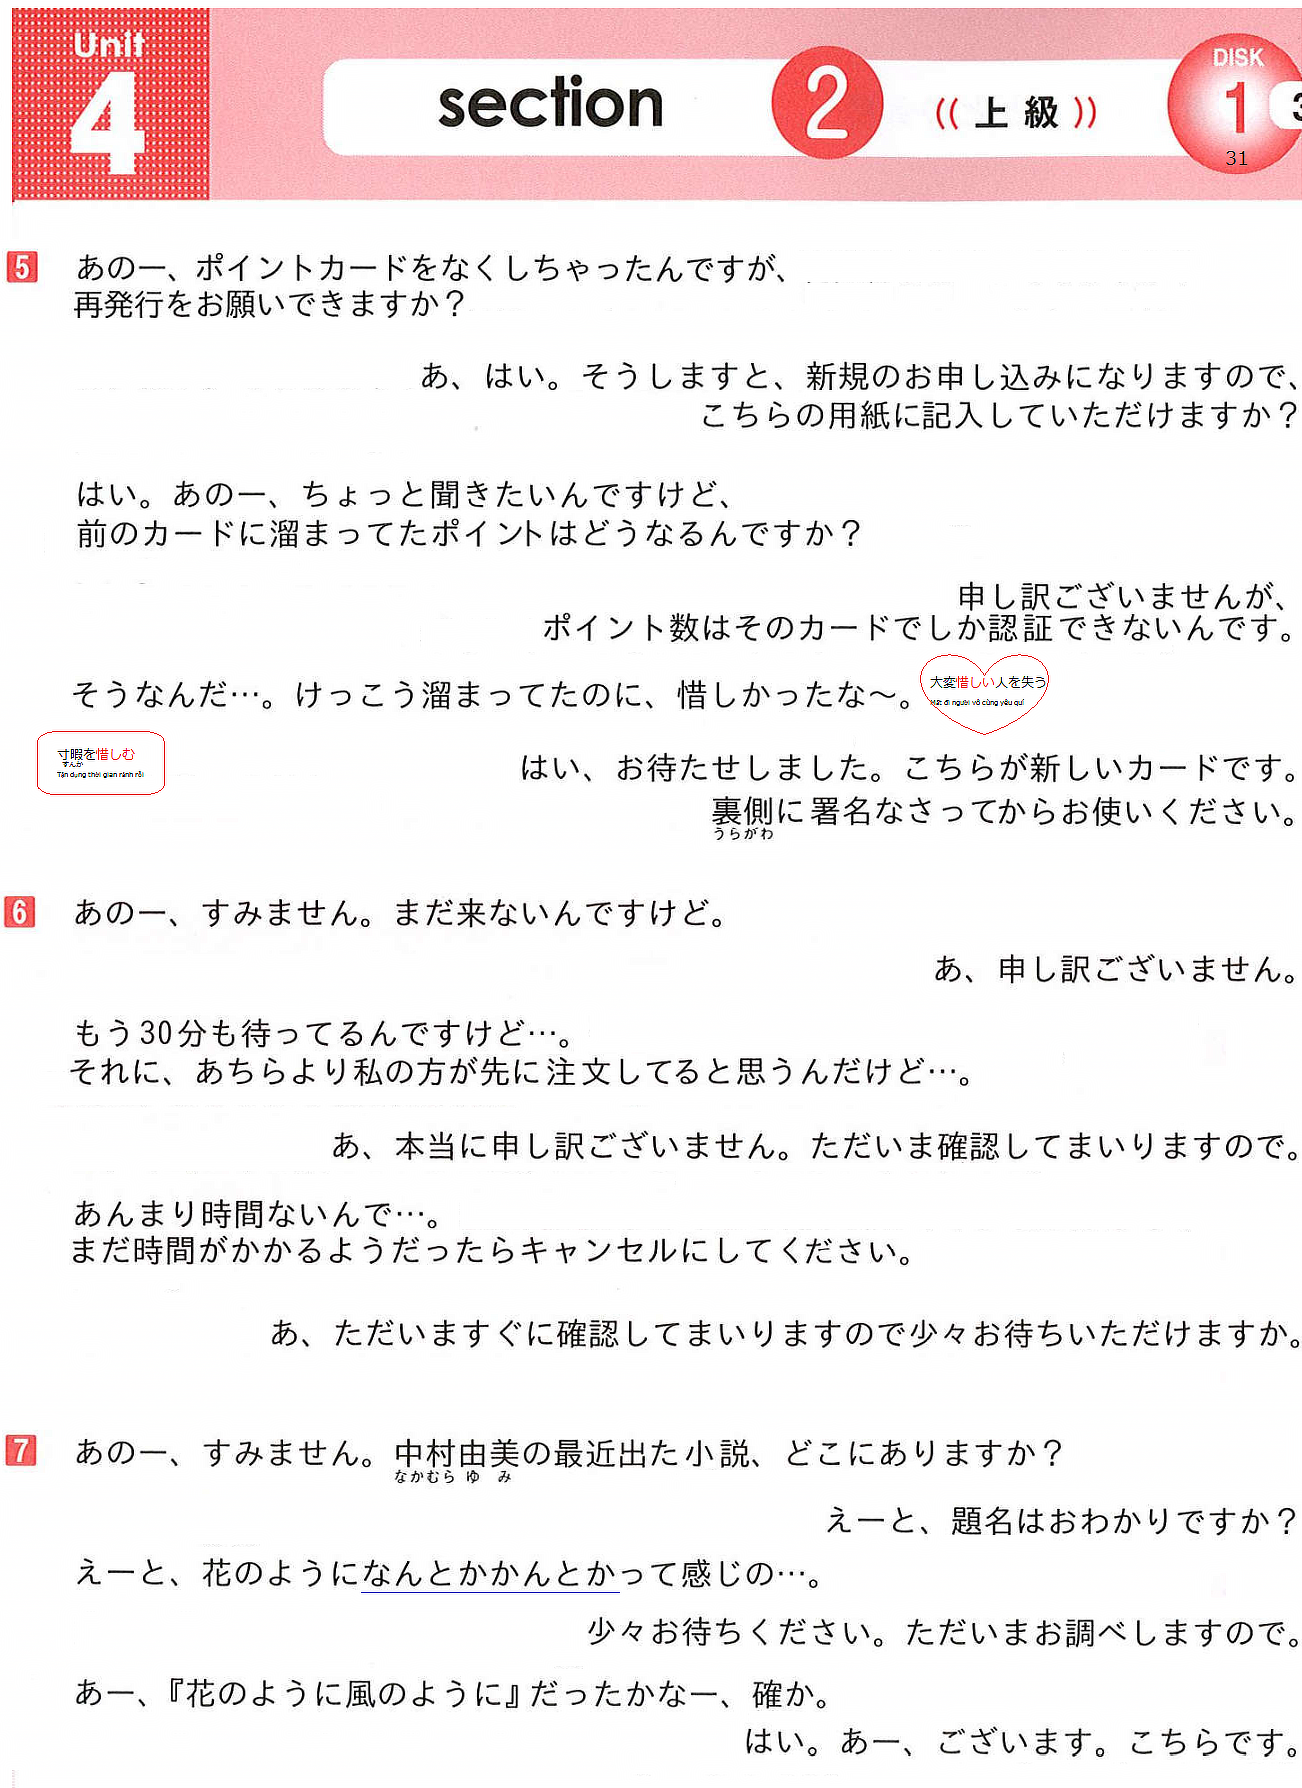 Unit
4
section 2 ((上級))
DISK
1 3
31
5 あのー、ポイントカードをなくしちゃったんですが、
再発行をお願いできますか？
あ、はい。そうしますと、新規のお申し込みになりますので、
こちらの用紙に記入していただけますか？
はい。あのー、ちょっと聞きたいんですけど、
前のカードに溜まってたポイントはどうなるんですか？
申し訳ございませんが、
ポイント数はそのカードでしか認証できないんです。
そうなんだ…。けっこう溜まってたのに、惜しかったな～。
大変惜しい人を失う
Mất đi người vô cùng yêu quí
寸暇を惜しむ
すんか
Tận dụng thời gian rảnh rỗi
はい、お待たせしました。こちらが新しいカードです。
裏側に署名なさってからお使いください。
うらがわ
6 あのー、すみません。まだ来ないんですけど。
あ、申し訳ございません。
もう30分も待ってるんですけど…。
それに、あちらより私の方が先に注文してると思うんだけど…。
あ、本当に申し訳ございません。ただいま確認してまいりますので。
あんまり時間ないんで…。
まだ時間がかかるようだったらキャンセルにしてください。
あ、ただいますぐに確認してまいりますので少々お待ちいただけますか。
7 あのー、すみません。中村由美の最近出た小説、どこにありますか？
なかむら ゆ み
えーと、題名はおわかりですか？
えーと、花のようになんとかかんとかって感じの…。
少々お待ちください。ただいまお調べしますので。
あー、『花のように風のように』だったかなー、確か。
はい。あー、ございます。こちらです。